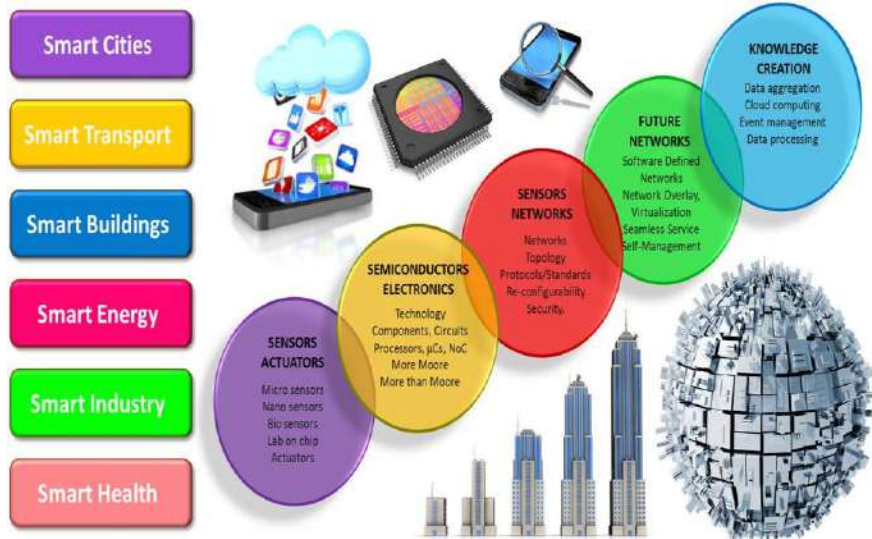 Smart Cities
Smart Transport
Smart Buildings
Smart Energy
Smart Industry
Smart Health
SENSORS
ACTUATORS
Micro sensors
Nano sensors
Bio sensors
Lab on chip
Actuators
SEMICONDUCTORS
ELECTRONICS
Technology
Components, Circuits
Processors, µCs, NoC
More Moore
More than Moore
SENSORS
NETWORKS
Networks
Topology
Protocols/Standards
Re-configurability
Security,
FUTURE
NETWORKS
Software Defined
Networks
Network Overlay,
Virtualization
Seamless Service
Self-Management
KNOWLEDGE
CREATION
Data aggregation
Cloud computing
Event management
Data processing